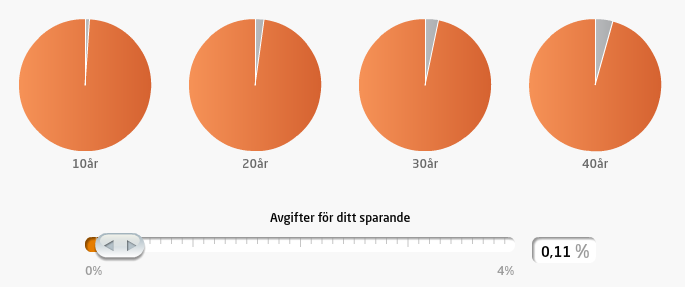 10år 20år 30år 40år
Avgifter för ditt sparande
0,11 %
0% 4%